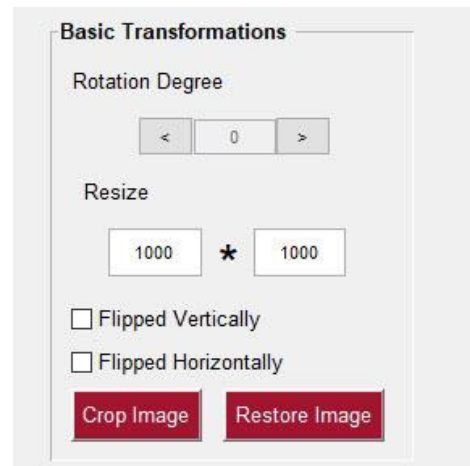 Basic Transformations
Rotation Degree
< 0 >
Resize
1000 * 1000
Flipped Vertically
Flipped Horizontally
Crop Image Restore Image